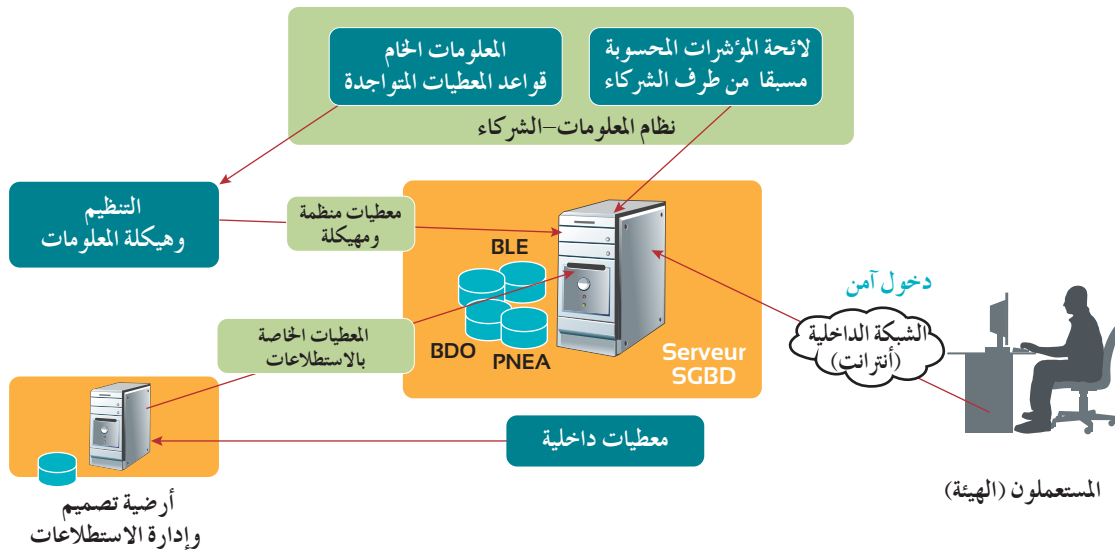 لائحة المؤشرات المحسوبة
مسبقا من طرف الشركاء
المعلومات الخام
قواعد المعطيات المتواجدة
نظام المعلومات-الشركاء
التنظيم
وهيكلة المعلومات
معطيات منظمة
ومهيكلة
BLE
BDO
PNEA
Serveur
SGBD
دخول آمن
الشبكة الداخلية
(أنترانت)
المعطيات الخاصة
بالاستطلاعات
معطيات داخلية
المستعملون (الهيئة)
أرضية تصميم
وإدارة الاستطلاعات